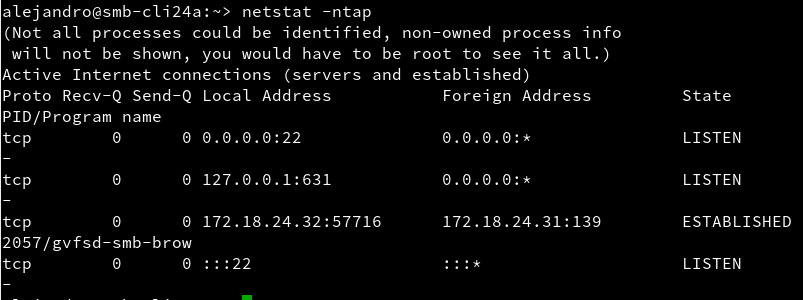 alejandro@smb-cli24a:~> netstat -ntap
(Not all processes could be identified, non-owned process info
 will not be shown, you would have to be root to see it all.)
Active Internet connections (servers and established)
Proto Recv-Q Send-Q Local Address           Foreign Address         State
PID/Program name
tcp        0      0 0.0.0.0:22              0.0.0.0:*               LISTEN
-
tcp        0      0 127.0.0.1:631           0.0.0.0:*               LISTEN
-
tcp        0      0 172.18.24.32:57716      172.18.24.31:139        ESTABLISHED
2057/gvfsd-smb-brow
tcp        0      0 :::22                   :::*                    LISTEN
-